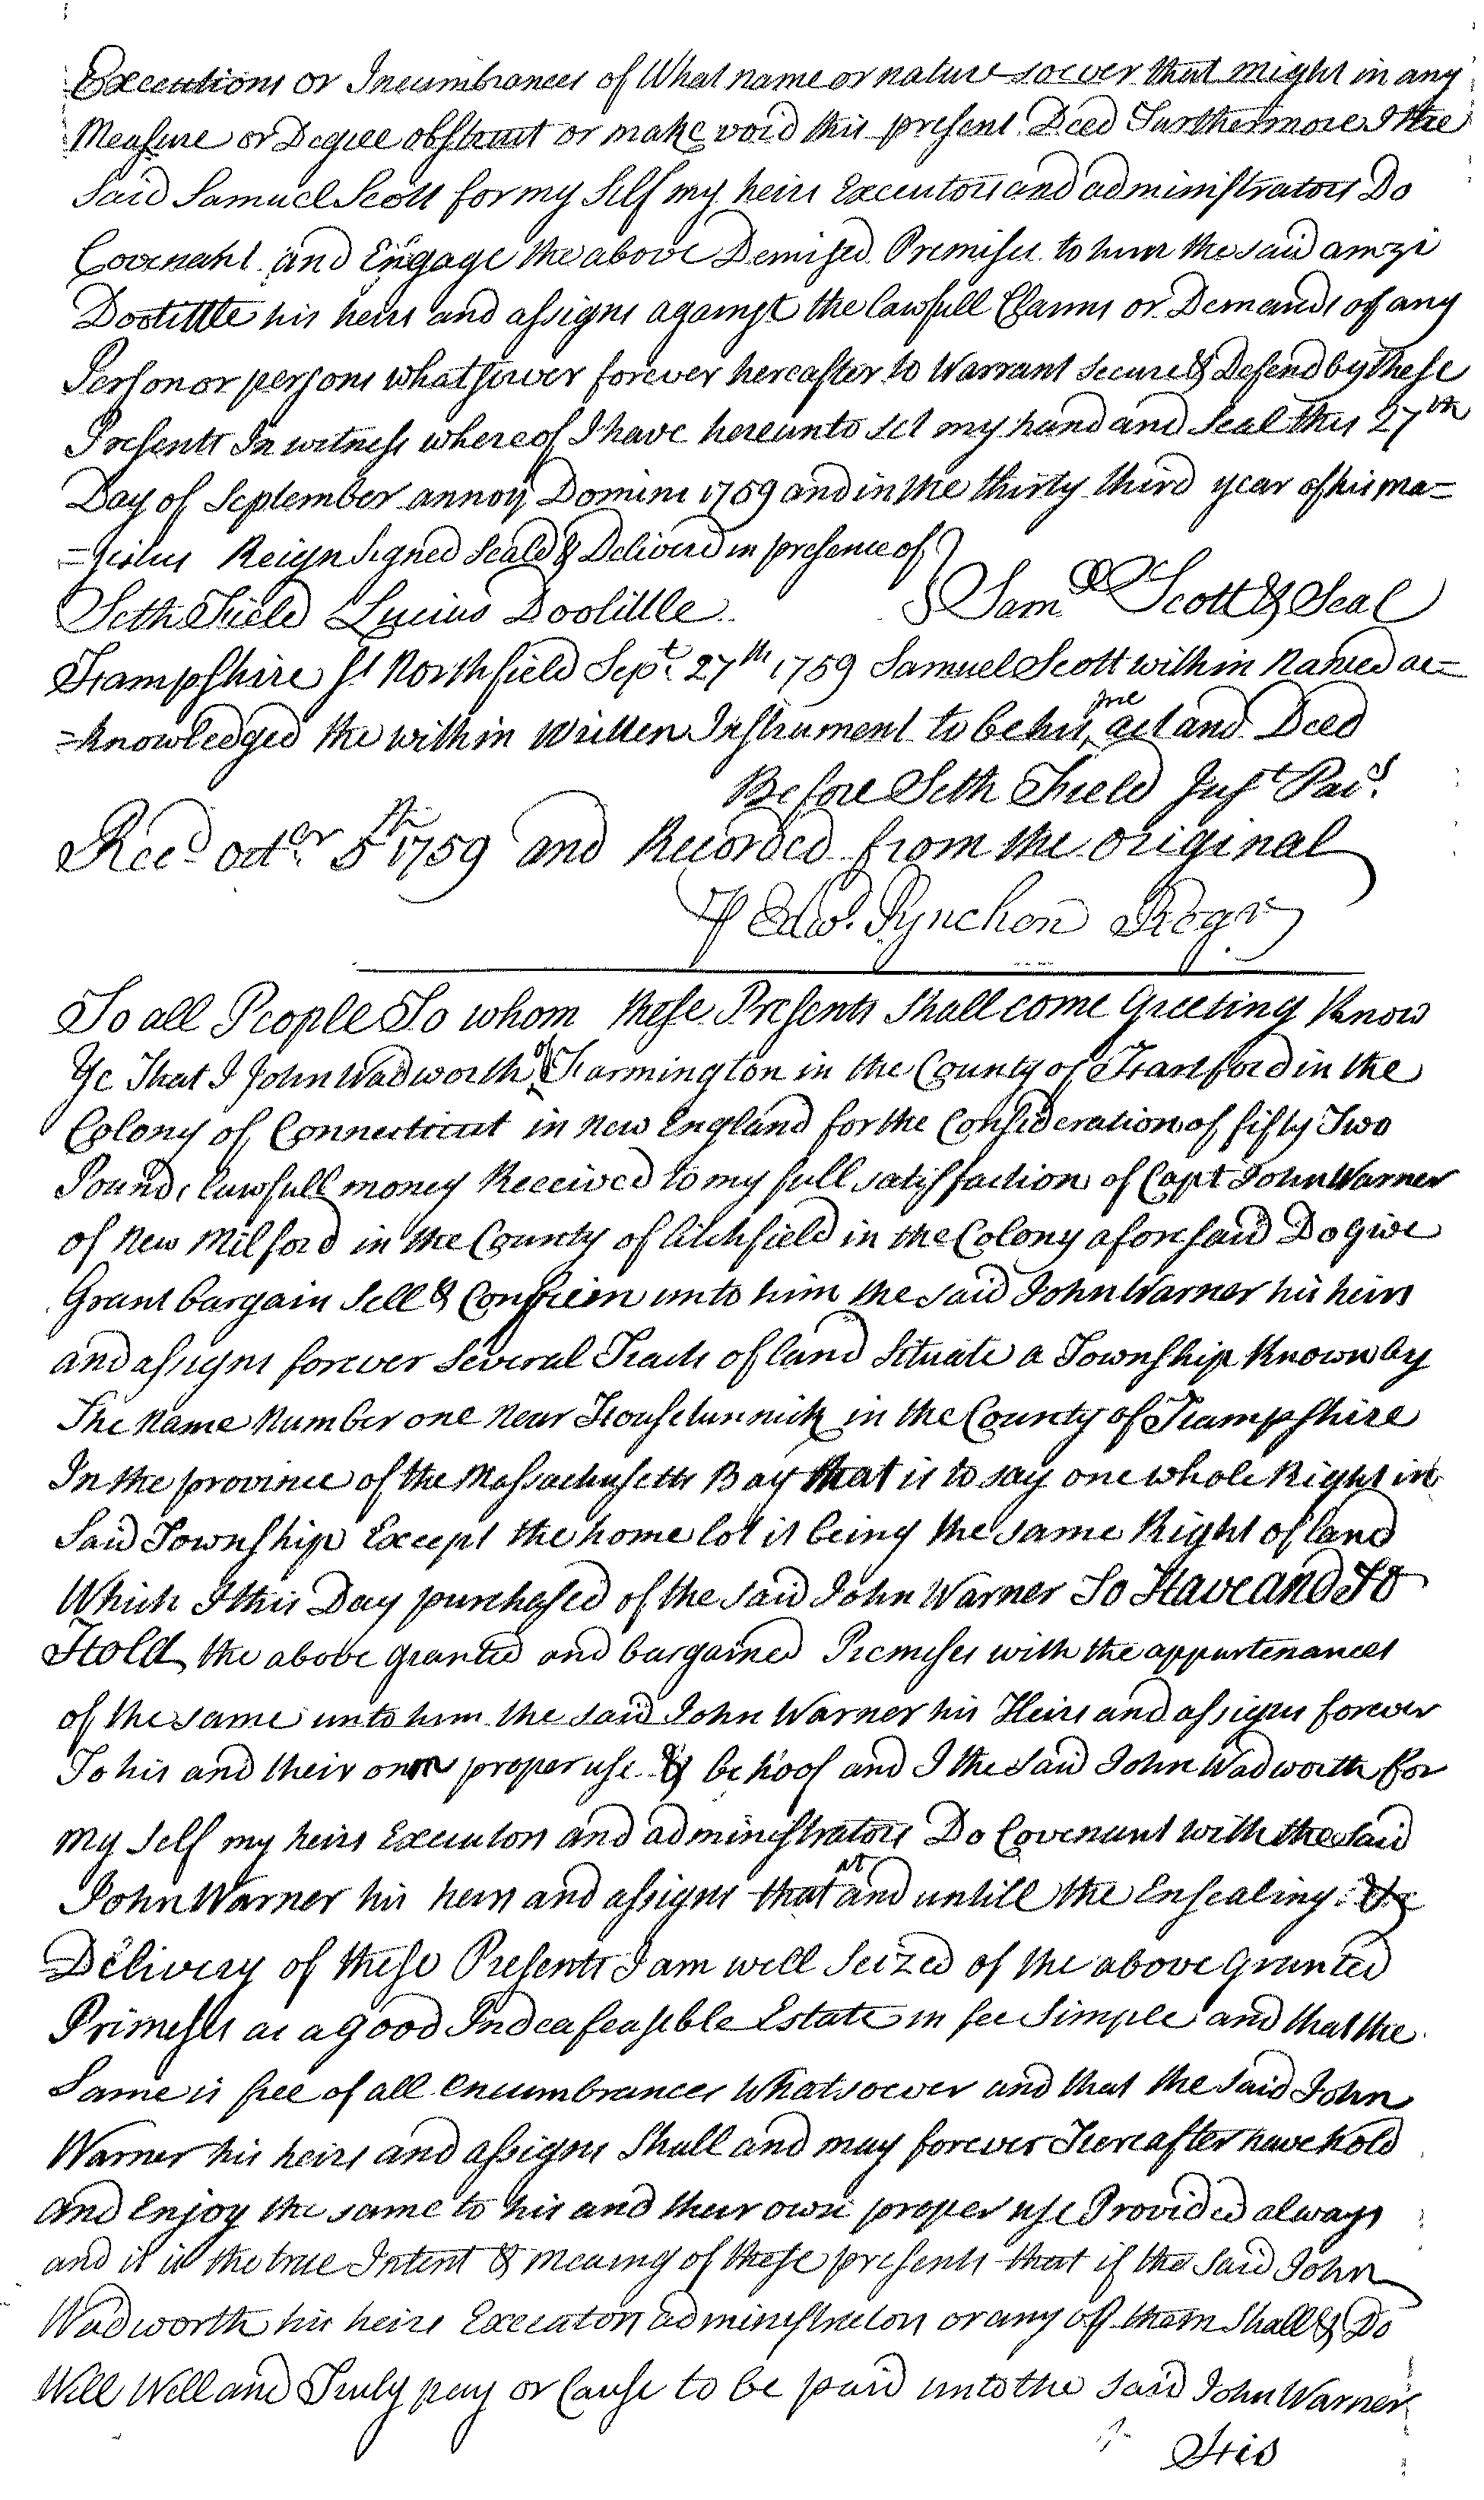 Executions or Incumbrances of What name or nature soever that might in any
Measure or Degree obstruct or make void this present Deed Furthermore I the
Said Samuel Scott for my Self my heirs Executors and administrators Do
Covenant and Engage the above Demised Premises to him the said amzi
Doolittle his heirs and assigns against the lawfull Claims or Demands of any
Person or persons whatsoever forever hereafter to Warrant secure & Defend by these
Presents In witness whereof I have hereunto set my hand and Seal this 27th
Day of September annoy Domini 1759 and in the thirty third year of his ma=
=jesties Reign Signed Seald & Deliverd in presence of
Seth Field Lucius Doolittle Saml Scott & Seal
Hampshire ss Northfield Sept. 27th 1759 Samuel Scott within Named ac=
=knowledged the within Written Instrument to be his free act and Deed
Before Seth Field Just Pacs.
Recd octer 5th 1759 and Recorded from the original
P Edwd. Pynchon Regr
To all People To whom these Presents Shall come Greeting Know
Ye That I John Wadworth of Farmington in the County of Hartford in the
Colony of Connecticut in New England for the Consideration of fifty Two
Pounds lawfull money Received to my full satisfaction of Capt John Warner
of New Milford in the County of Litchfield in the Colony aforesaid Do Give
Grant bargain Sell & Confirm unto him the said John Warner his heirs
and assigns forever Several Tracts of land Situate a Township Known by
The Name Number one Near Housetunnick in the County of Hampshire
In the province of the Massachusetts Bay that is to say one whole Right in
Said Township Except the home lot it being the same Right of land
Which I this Day purchased of the said John Warner To Have and To
Hold the above granted and bargained Premises with the appurtenances
of the same unto him the said John Warner his Heirs and assigns forever
To his and their own proper use & behoof and I the Said John Wadworth for
my Self my heirs Executors and administrators Do Covenant with the Said
John Warner his heirs and assigns that at and untill the Ensealing &
Delivery of these Presents I am well Seized of the above Granted
Primeses as a good Indeafeasible Estate in fee Simple and that the
Same is free of all Encumbrances Whatsoever and that the Said John
Warner his heirs and assigns Shall and may forever Hereafter have hold
and Enjoy the same to his and their own proper use Provided always
and it is the true Intent & meaing of these presents that if the Said John
Wadworth his heirs Executors administrators or any of them Shall & Do
Will Well and Truly pay or Cause to be paid unto the Said John Warner
His